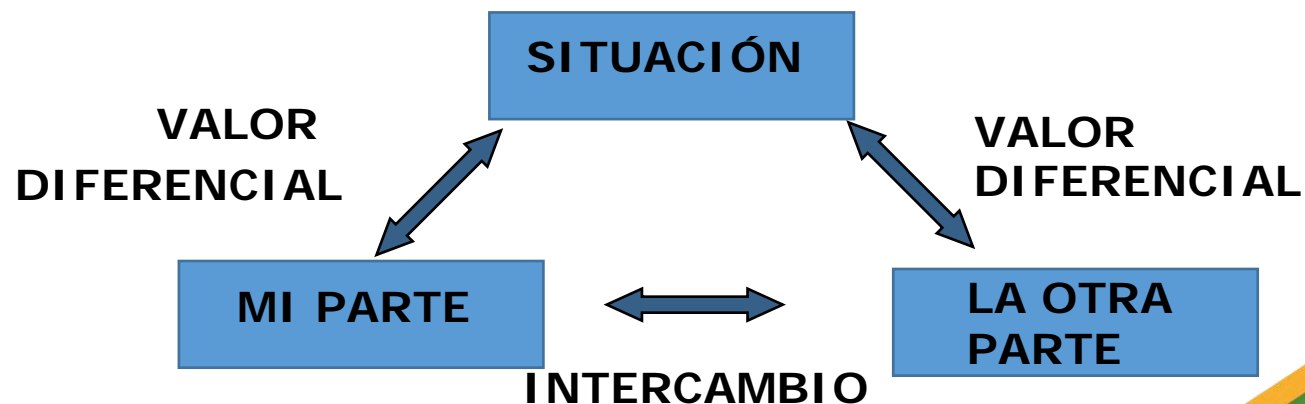 SITUACIÓN
VALOR
DIFERENCIAL
VALOR
DIFERENCIAL
MI PARTE
LA OTRA
PARTE
INTERCAMBIO